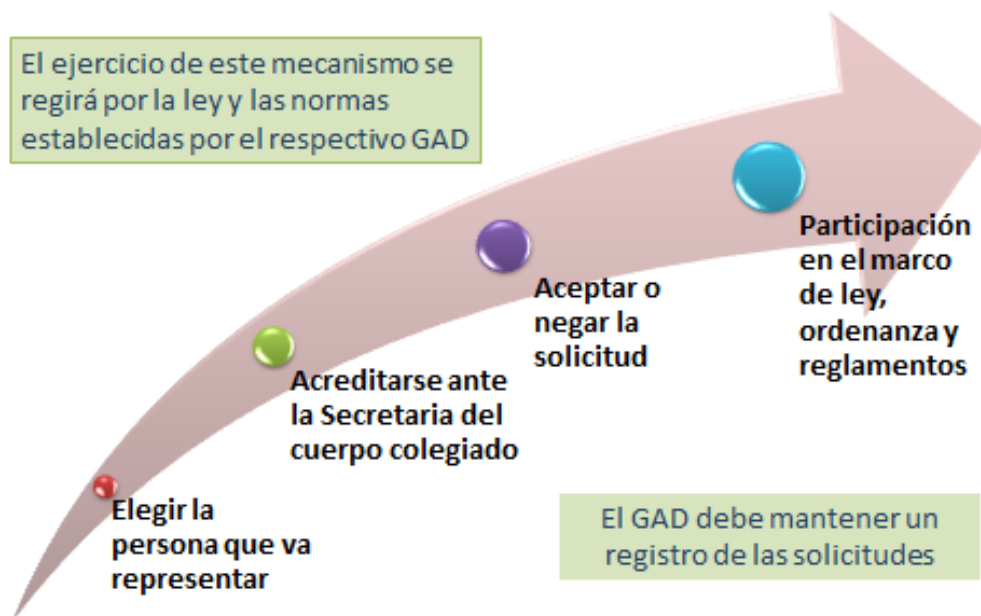 El ejercicio de este mecanismo se
regirá por la ley y las normas
establecidas por el respectivo GAD
Elegir la
persona que va
representar
Acreditarse ante
la Secretaria del
cuerpo colegiado
Aceptar o
negar la
solicitud
Participación
en el marco
de ley,
ordenanza y
reglamentos
El GAD debe mantener un
registro de las solicitudes